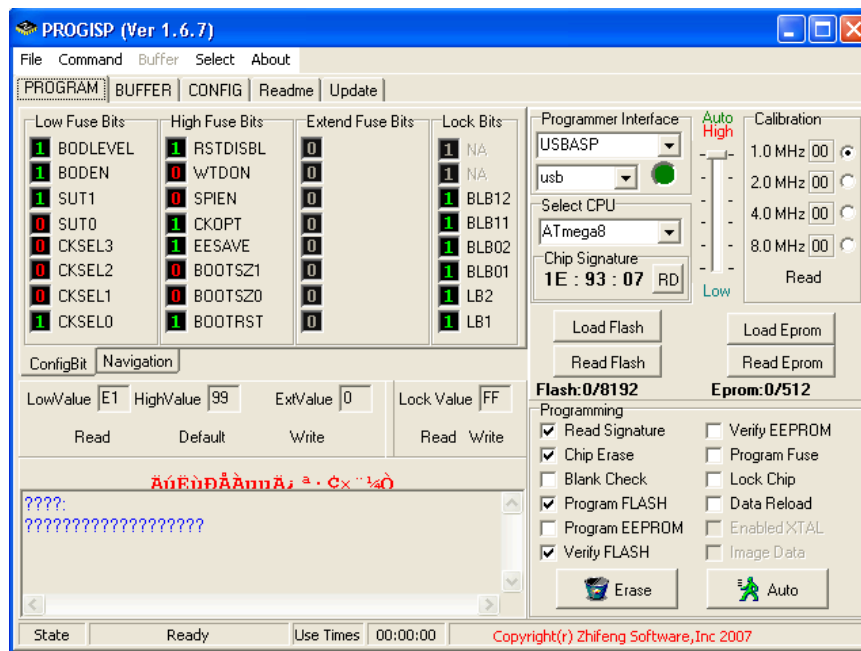 PROGISP (Ver 1.6.7)
File Command Buffer Select About
PROGRAM BUFFER CONFIG Readme Update
Low Fuse Bits
1 BODLEVEL
1 BODEN
1 SUT1
0 SUT0
0 CKSEL3
0 CKSEL2
0 CKSEL1
1 CKSEL0
High Fuse Bits
1 RSTDISBL
0 WTDON
0 SPIEN
1 CKOPT
1 EESAVE
0 BOOTSZ1
0 BOOTSZ0
1 BOOTRST
Extend Fuse Bits
0
0
0
0
0
0
0
0
Lock Bits
1 NA
1 NA
1 BLB12
1 BLB11
1 BLB02
1 BLB01
1 LB2
1 LB1
ConfigBit Navigation
LowValue E1 HighValue 99 ExtValue 0 Lock Value FF
Read Default Write Read Write
????:
???????????????????
Programmer Interface
USBASP
usb
Select CPU
ATmega8
Chip Signature
1E : 93 : 07 RD
Auto
High
Low
Calibration
1.0 MHz 00
2.0 MHz 00
4.0 MHz 00
8.0 MHz 00
Read
Load Flash Load Eprom
Read Flash Read Eprom
Flash:0/8192 Eprom:0/512
Programming
Read Signature Verify EEPROM
Chip Erase Program Fuse
Blank Check Lock Chip
Program FLASH Data Reload
Program EEPROM Enabled XTAL
Verify FLASH Image Data
Erase Auto
State Ready Use Times 00:00:00 Copyright(r) Zhifeng Software,Inc 2007